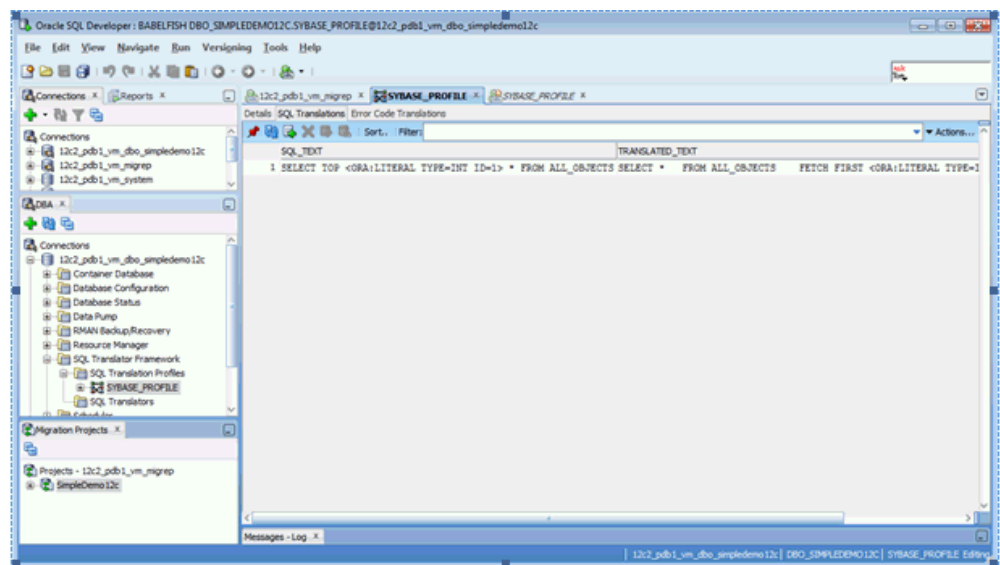 Oracle SQL Developer : BABELFISH DBO_SIMPLEDEMO12C.SYBASE_PROFILE@12c2_pdb1_vm_dbo_simpledemo12c
File Edit View Navigate Run Versioning Tools Help
Connections Reports
12c2_pdb1_vm_migrep SYBASE_PROFILE SYBASE_PROFILE
Details SQL Translations Error Code Translations
Sort.. Filter: Actions...
SQL_TEXT TRANSLATED_TEXT
1 SELECT TOP <ORA:LITERAL TYPE=INT ID=1> * FROM ALL_OBJECTS SELECT * FROM ALL_OBJECTS FETCH FIRST <ORA:LITERAL TYPE=I
Connections
12c2_pdb1_vm_dbo_simpledemo12c
12c2_pdb1_vm_migrep
12c2_pdb1_vm_system
DBA
Connections
12c2_pdb1_vm_dbo_simpledemo12c
Container Database
Database Configuration
Database Status
Data Pump
RMAN Backup/Recovery
Resource Manager
SQL Translator Framework
SQL Translation Profiles
SYBASE_PROFILE
SQL Translators
Migration Projects
Projects - 12c2_pdb1_vm_migrep
SimpleDemo12c
Messages - Log
12c2_pdb1_vm_dbo_simpledemo12c | DBO_SIMPLEDEMO12C | SYBASE_PROFILE Editing